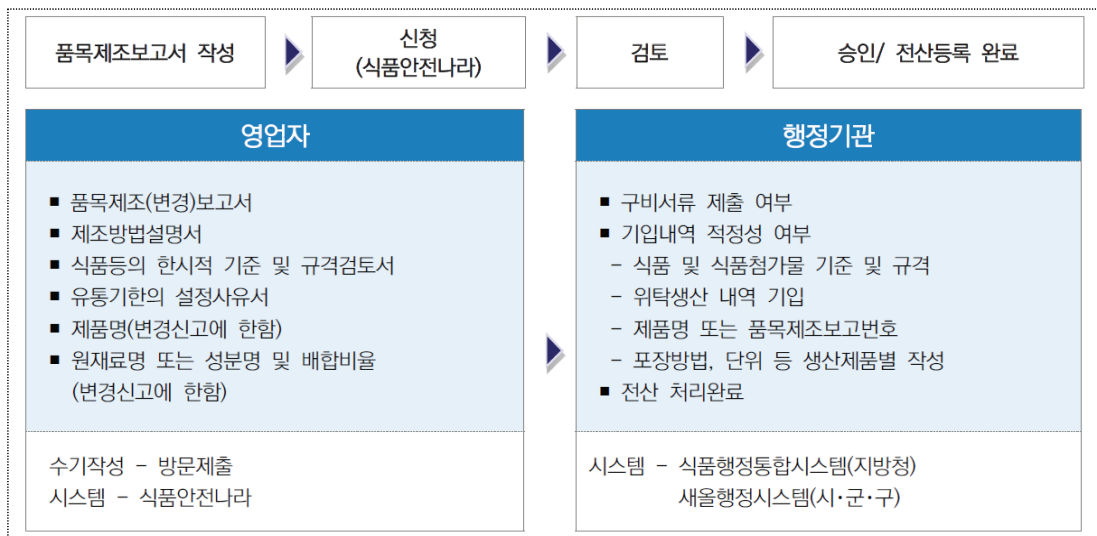 품목제조보고서 작성
신청
(식품안전나라)
검토
승인/ 전산등록 완료
영업자
■ 품목제조(변경)보고서
■ 제조방법설명서
■ 식품등의 한시적 기준 및 규격검토서
■ 유통기한의 설정사유서
■ 제품명(변경신고에 한함)
■ 원재료명 또는 성분명 및 배합비율
(변경신고에 한함)
수기작성 - 방문제출
시스템 - 식품안전나라
행정기관
■ 구비서류 제출 여부
■ 기입내역 적정성 여부
- 식품 및 식품첨가물 기준 및 규격
- 위탁생산 내역 기입
- 제품명 또는 품목제조보고번호
- 포장방법, 단위 등 생산제품별 작성
■ 전산 처리완료
시스템 - 식품행정통합시스템(지방청)
새올행정시스템(시·군·구)